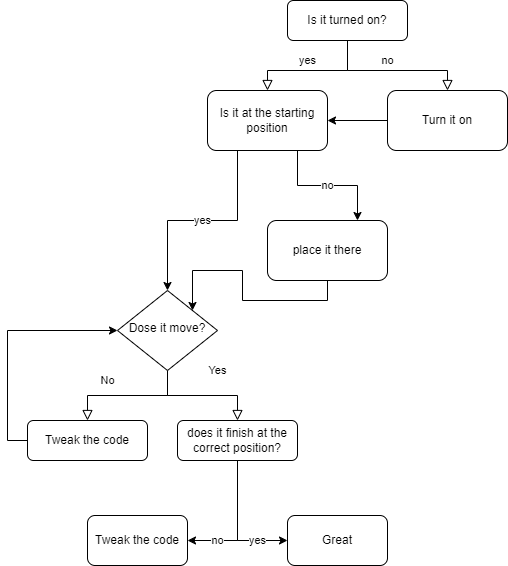 Is it turned on?
yes
no
Is it at the starting
position
Turn it on
no
yes
place it there
Dose it move?
No
Yes
Tweak the code
does it finish at the
correct position?
Tweak the code
no
yes
Great